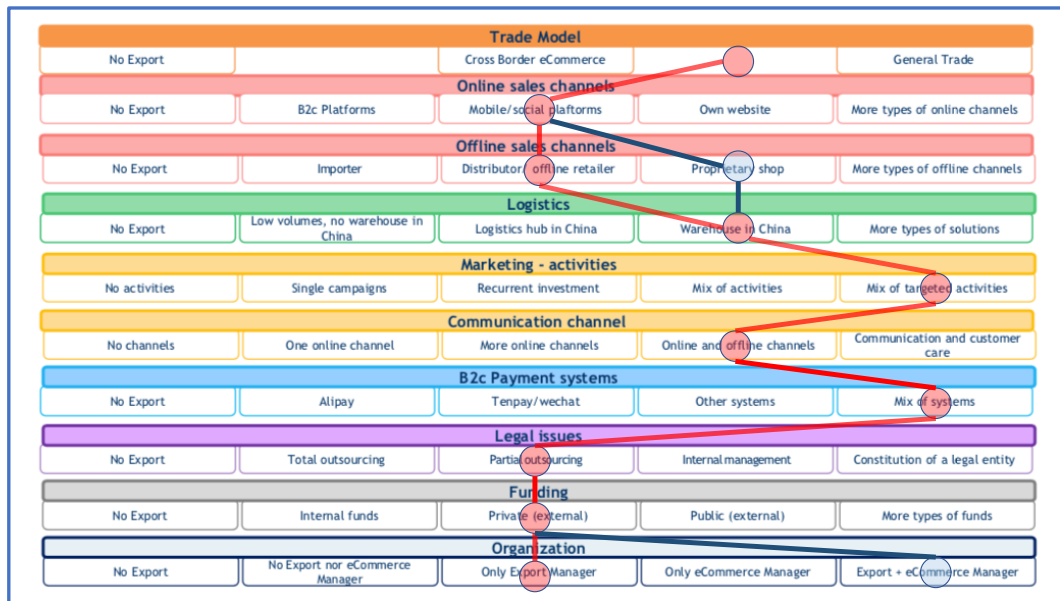 Trade Model
No Export
Cross Border eCommerce
General Trade
Online sales channels
No Export
B2c Platforms
Mobile/social plaftorms
Own website
More types of online channels
Offline sales channels
No Export
Importer
Distributor/ offline retailer
Proprietary shop
More types of offline channels
Logistics
No Export
Low volumes, no warehouse in
China
Logistics hub in China
Warehouse in China
More types of solutions
Marketing - activities
No activities
Single campaigns
Recurrent investment
Mix of activities
Mix of targeted activities
Communication channel
No channels
One online channel
More online channels
Online and offline channels
Communication and customer
care
B2c Payment systems
No Export
Alipay
Tenpay/wechat
Other systems
Mix of systems
Legal issues
No Export
Total outsourcing
Partial outsourcing
Internal management
Constitution of a legal entity
Funding
No Export
Internal funds
Private (external)
Public (external)
More types of funds
Organization
No Export
No Export nor eCommerce
Manager
Only Export Manager
Only eCommerce Manager
Export + eCommerce Manager